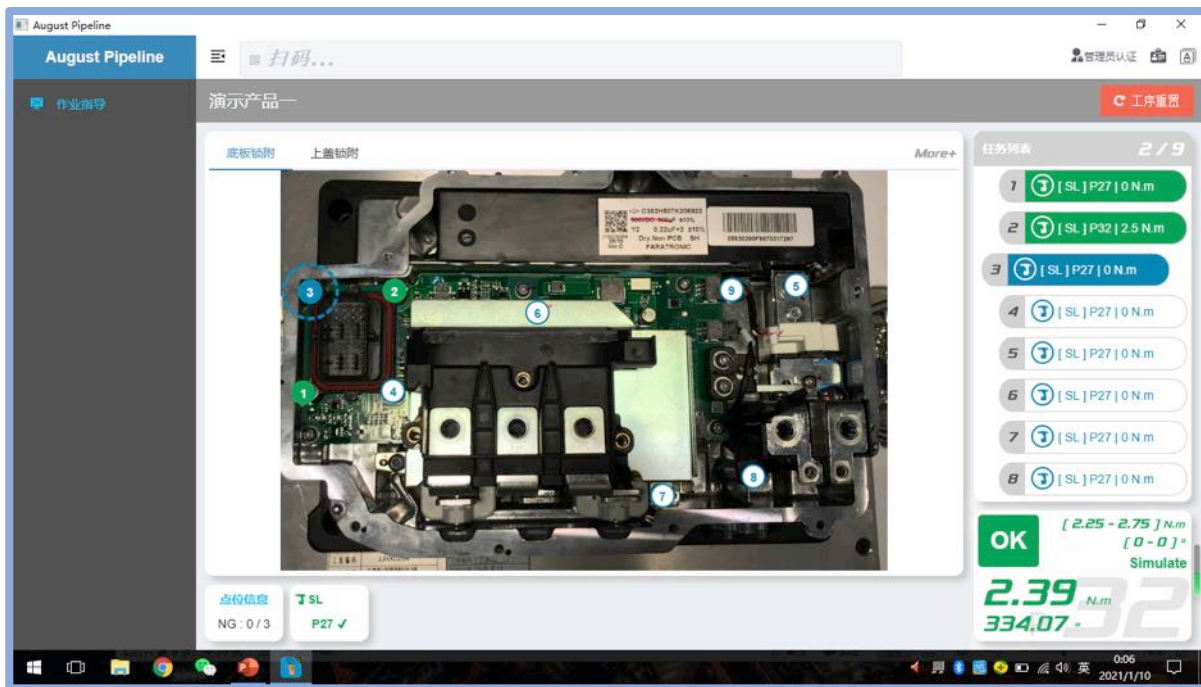 August Pipeline
August Pipeline
扫码...
管理员认证
A
作业指导
演示产品一
工序重置
底板锁附
上盖锁附
More+
任务列表
2/9
1 [ SL ] P27 | 0 N.m
2 [ SL ] P32 | 2.5 N.m
3 [ SL ] P27 | 0 N.m
4 [ SL ] P27 | 0 N.m
5 [ SL ] P27 | 0 N.m
6 [ SL ] P27 | 0 N.m
7 [ SL ] P27 | 0 N.m
8 [ SL ] P27 | 0 N.m
Dry.Non PCB SH
FARATRONIC
3
2
9
5
6
1
4
8
7
OK
[ 2.25 - 2.75 ] N.m
[ 0 - 0 ] °
Simulate
2.39 N.m
334.07 °
32
点位信息
NG : 0 / 3
SL
P27 ✓
英
0:06
2021/1/10